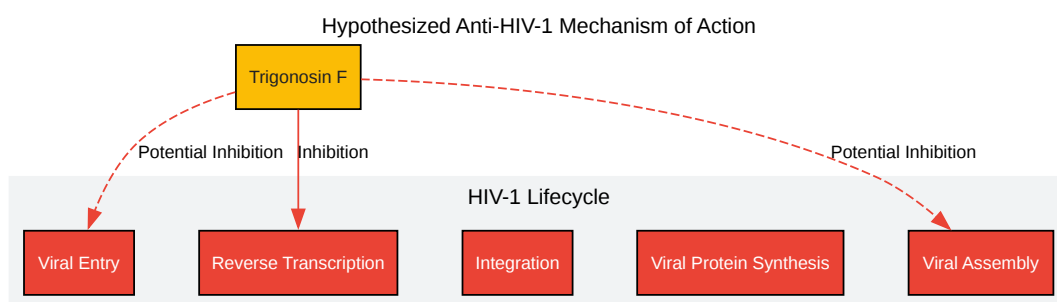 Hypothesized Anti-HIV-1 Mechanism of Action
Trigonosin F
Potential Inhibition
Inhibition
Potential Inhibition
HIV-1 Lifecycle
Viral Entry
Reverse Transcription
Integration
Viral Protein Synthesis
Viral Assembly